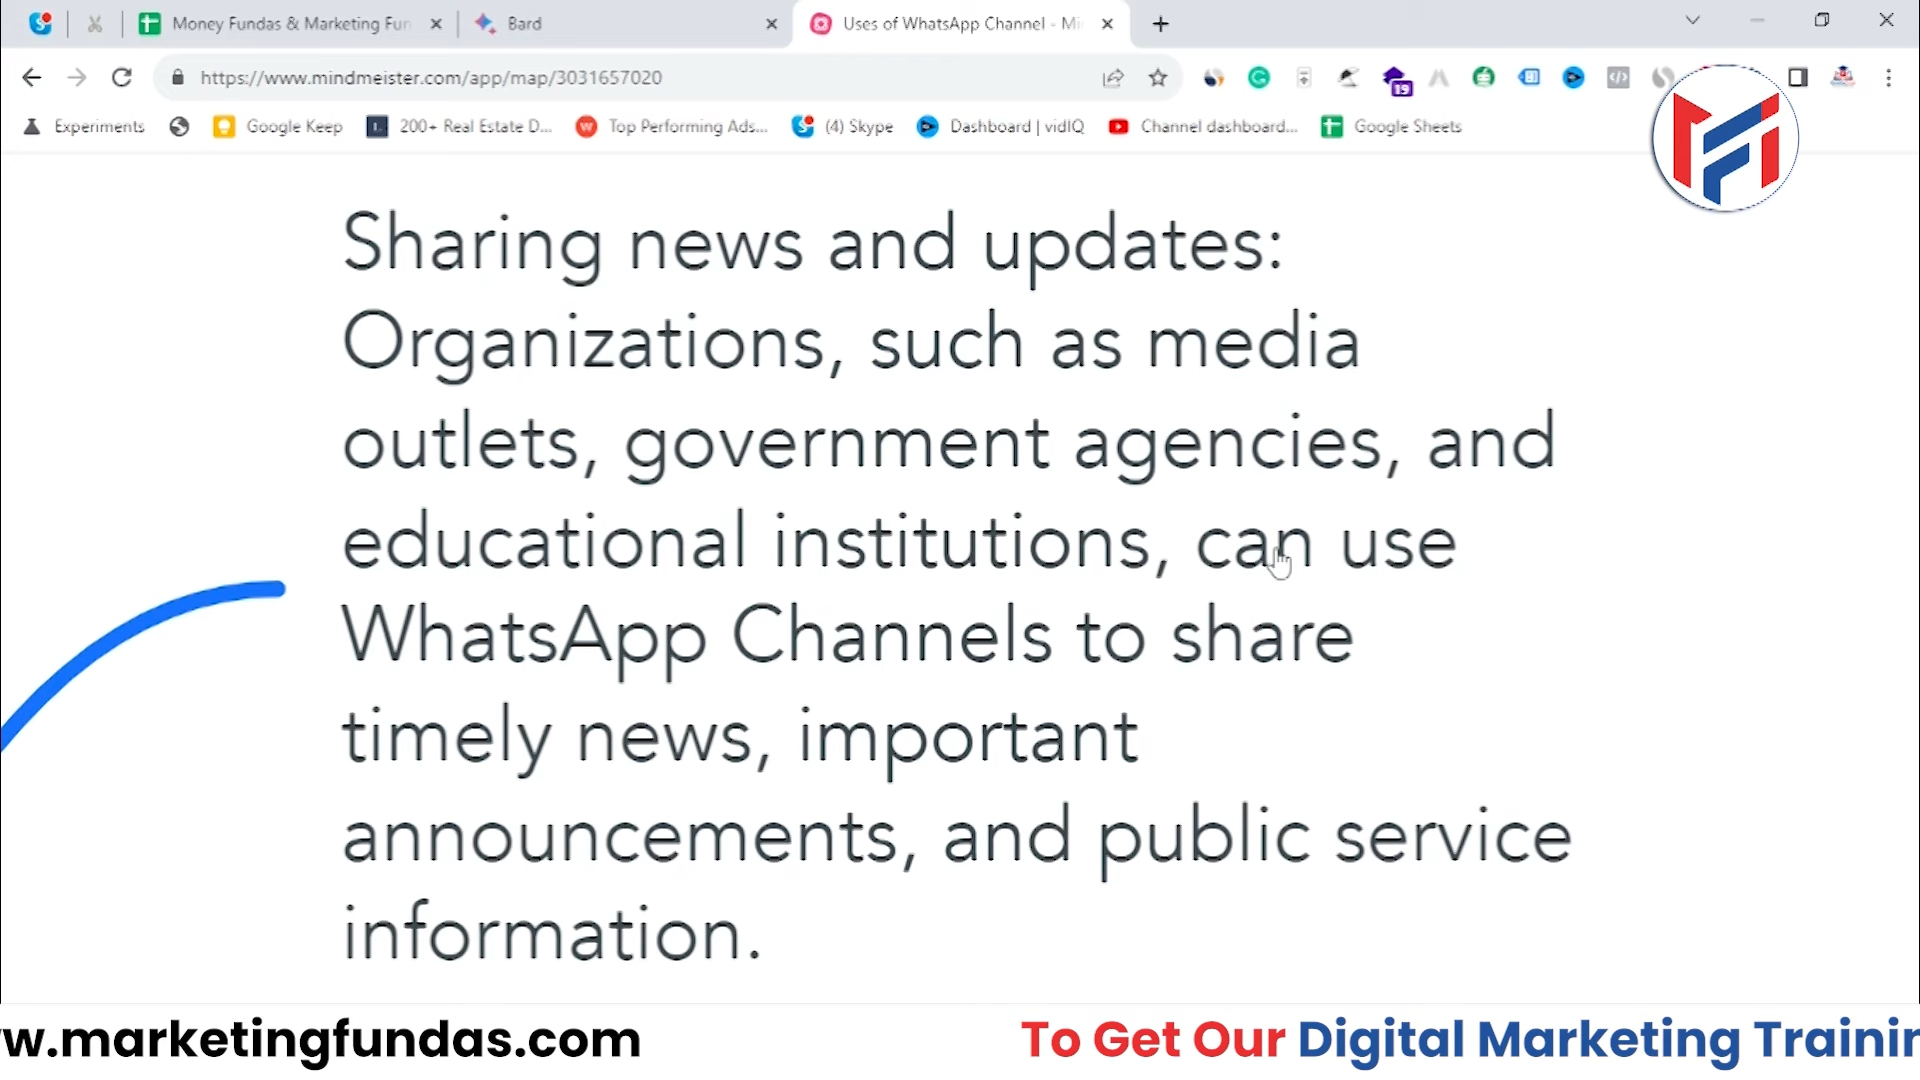 Money Fundas & Marketing Fun
Bard
Uses of WhatsApp Channel - Mi
https://www.mindmeister.com/app/map/3031657020
19
Experiments
Google Keep
200+ Real Estate D...
Top Performing Ads...
(4) Skype
Dashboard | vidIQ
Channel dashboard...
Google Sheets
Sharing news and updates:
Organizations, such as media
outlets, government agencies, and
educational institutions, can use
WhatsApp Channels to share
timely news, important
announcements, and public service
information.
w.marketingfundas.com
To Get Our Digital Marketing Trainin